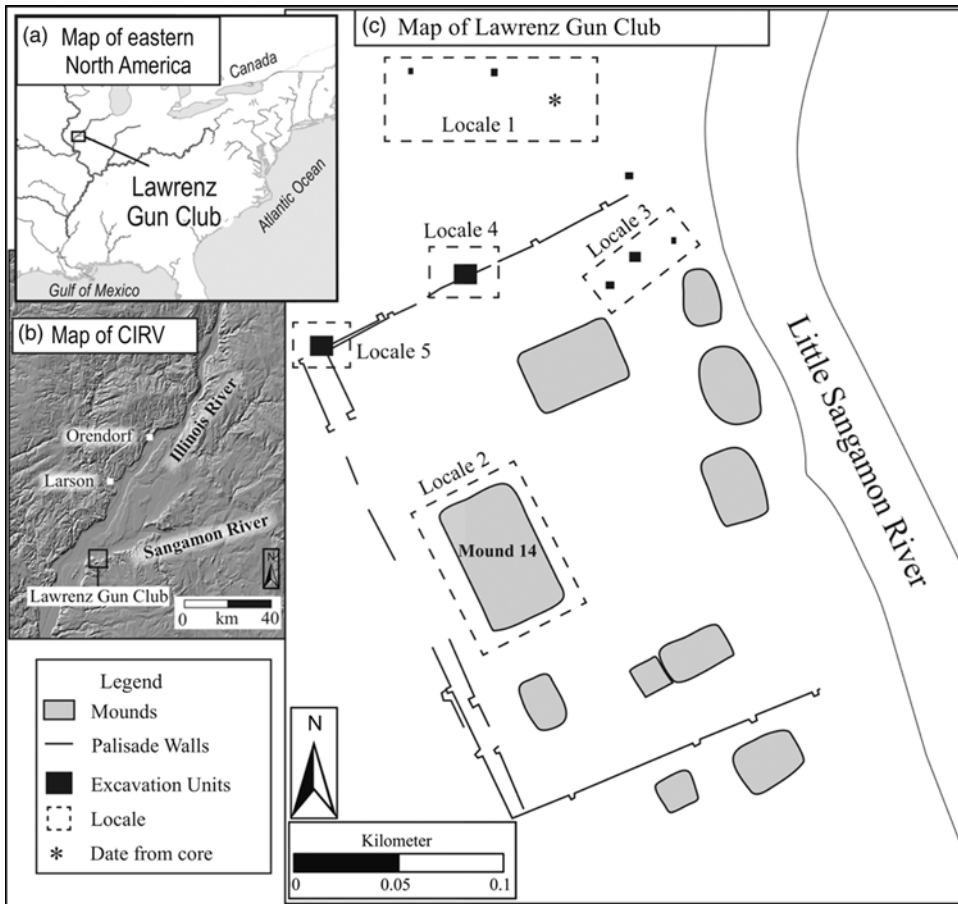 (a) Map of eastern
North America
Canada
Lawrenz
Gun Club
Atlantic Ocean
Gulf of Mexico
(b) Map of CIRV
Orendorf
Illinois River
Larson
Sangamon River
Lawrenz Gun Club
N
0 km 40
Legend
Mounds
Palisade Walls
Excavation Units
Locale
* Date from core
(c) Map of Lawrenz Gun Club
*
Locale 1
Locale 4
Locale 3
Locale 5
Locale 2
Mound 14
Little Sangamon River
N
Kilometer
0 0.05 0.1